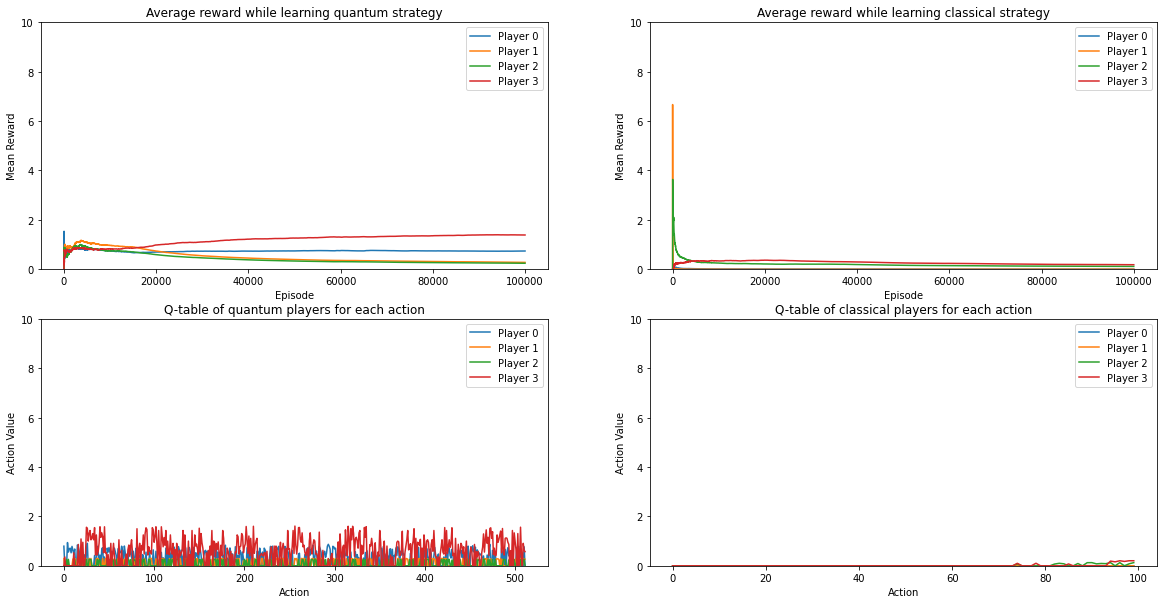 Average reward while learning quantum strategy
10
8
6
4
2
0
Mean Reward
0 20000 40000 60000 80000 100000
Episode
Player 0
Player 1
Player 2
Player 3
Average reward while learning classical strategy
10
8
6
4
2
0
Mean Reward
0 20000 40000 60000 80000 100000
Episode
Player 0
Player 1
Player 2
Player 3
Q-table of quantum players for each action
10
8
6
4
2
0
Action Value
0 100 200 300 400 500
Action
Player 0
Player 1
Player 2
Player 3
Q-table of classical players for each action
10
8
6
4
2
0
Action Value
0 20 40 60 80 100
Action
Player 0
Player 1
Player 2
Player 3